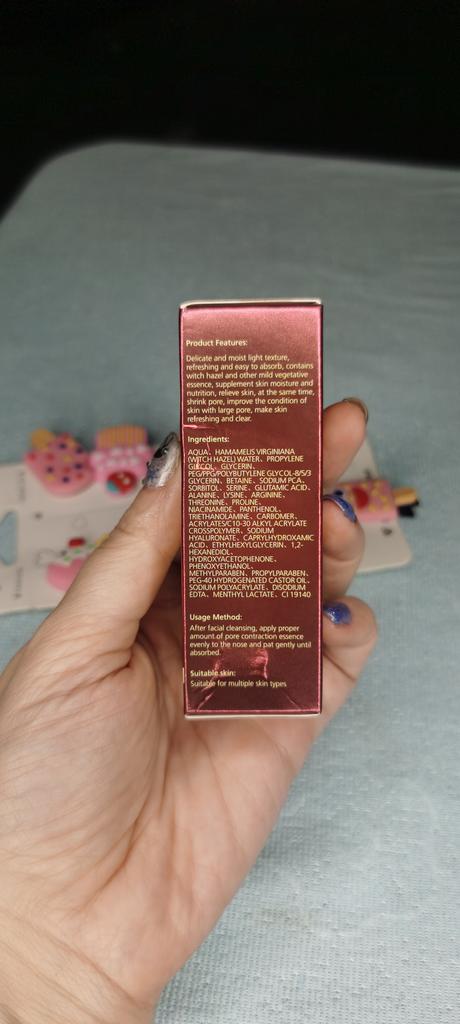 Product Features:
Delicate and moist light texture,
refreshing and easy to absorb, contains
witch hazel and other mild vegetative
essence, supplement skin moisture and
nutrition, relieve skin, at the same time,
shrink pore, improve the condition of
skin with large pore, make skin
refreshing and clear.
Ingredients:
AQUA、HAMAMELIS VIRGINIANA
(WITCH HAZEL) WATER、PROPYLENE
GLYCOL、GLYCERIN、
PEG/PPG/POLYBUTYLENE GLYCOL-8/5/3
GLYCERIN、BETAINE、SODIUM PCA、
SORBITOL、SERINE、GLUTAMIC ACID、
ALANINE、LYSINE、ARGININE、
THREONINE、PROLINE、
NIACINAMIDE、PANTHENOL、
TRIETHANOLAMINE、CARBOMER、
ACRYLATES/C10-30 ALKYL ACRYLATE
CROSSPOLYMER、SODIUM
HYALURONATE、CAPRYLHYDROXAMIC
ACID、ETHYLHEXYLGLYCERIN、1,2-
HEXANEDIOL、
HYDROXYACETOPHENONE、
PHENOXYETHANOL、
METHYLPARABEN、PROPYLPARABEN、
PEG-40 HYDROGENATED CASTOR OIL、
SODIUM POLYACRYLATE、DISODIUM
EDTA、MENTHYL LACTATE、CI 19140
Usage Method:
After facial cleansing, apply proper
amount of pore contraction essence
evenly to the nose and pat gently until
absorbed.
Suitable skin:
Suitable for multiple skin types